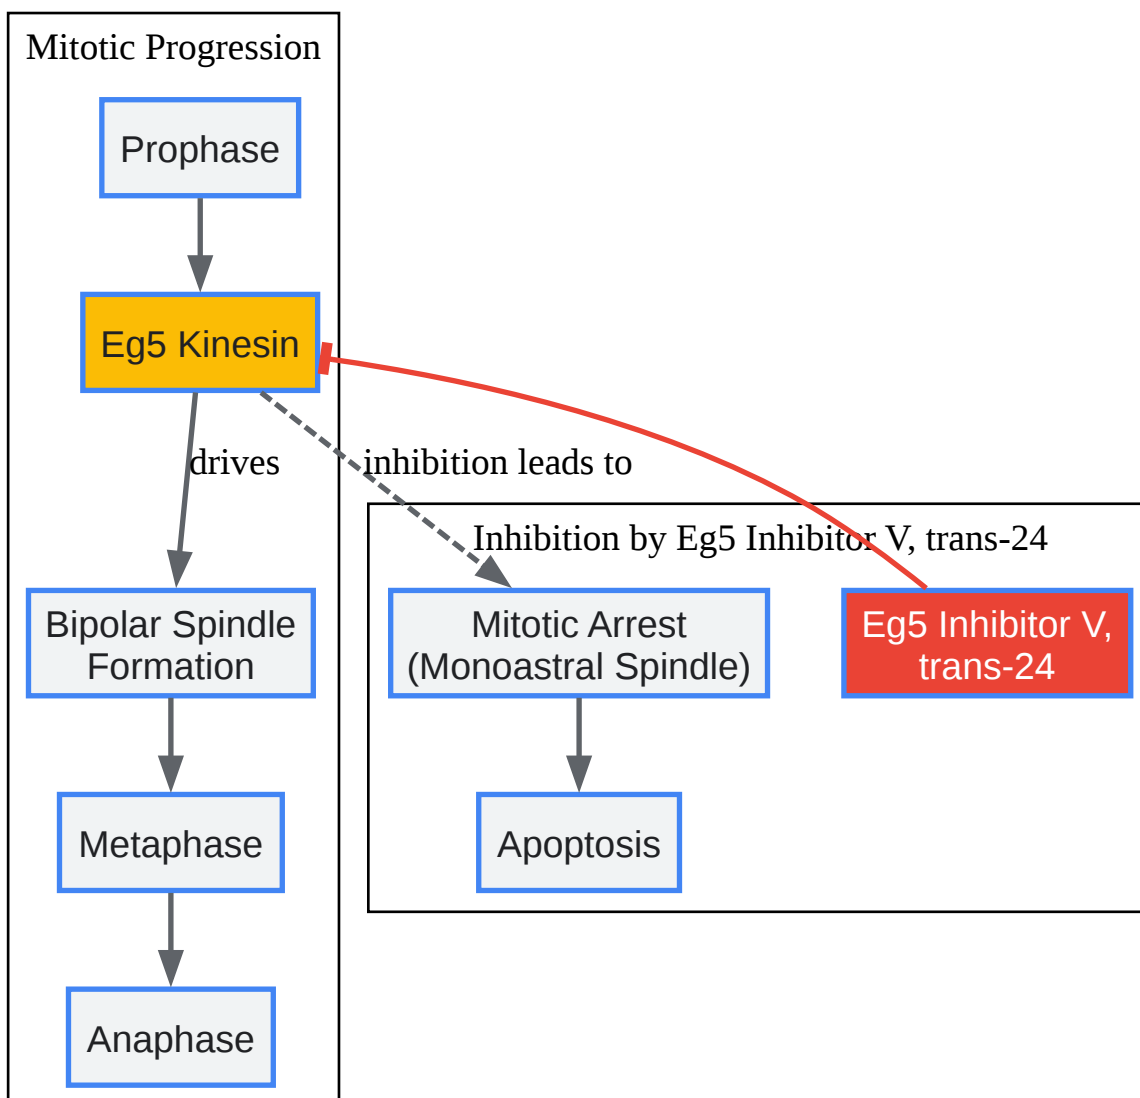 Mitotic Progression
Prophase
Eg5 Kinesin
drives
inhibition leads to
Inhibition by Eg5 Inhibitor V, trans-24
Bipolar Spindle
Formation
Mitotic Arrest
(Monoastral Spindle)
Eg5 Inhibitor V,
trans-24
Metaphase
Apoptosis
Anaphase